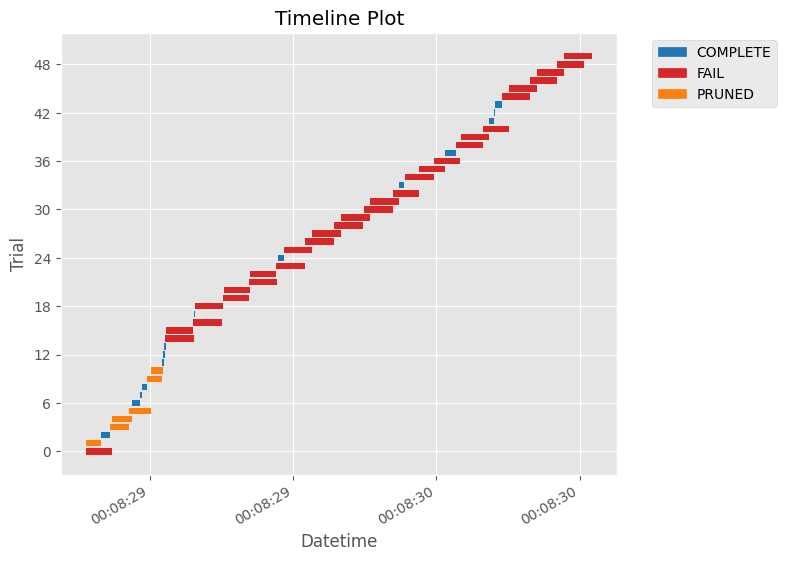 Timeline Plot
COMPLETE
FAIL
PRUNED
48
42
36
30
24
18
12
6
0
Trial
00:08:29
00:08:29
00:08:30
00:08:30
Datetime